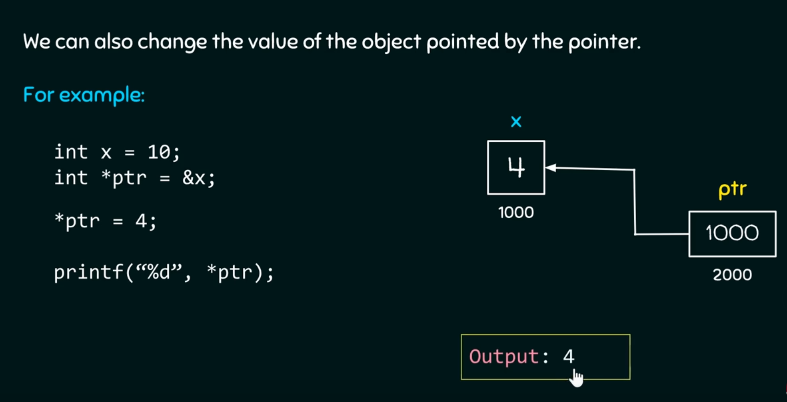 We can also change the value of the object pointed by the pointer.
For example:
int x = 10;
int *ptr = &x;
*ptr = 4;
printf(“%d”, *ptr);
x
4
1000
ptr
1000
2000
Output: 4